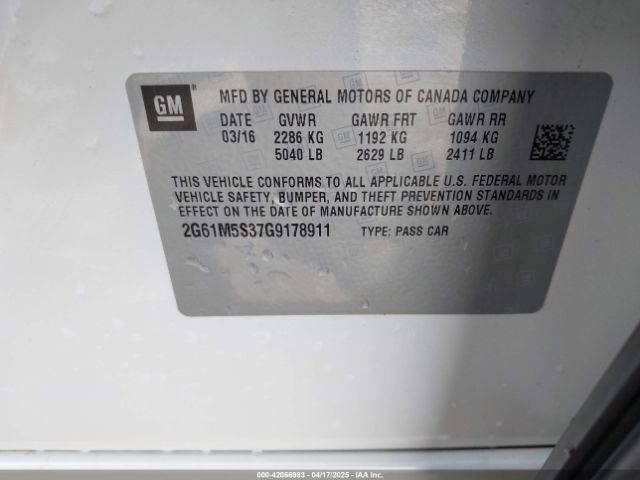 GM
MFD BY GENERAL MOTORS OF CANADA COMPANY
DATE GVWR GAWR FRT GAWR RR
03/16 2286 KG 1192 KG 1094 KG
5040 LB 2629 LB 2411 LB
THIS VEHICLE CONFORMS TO ALL APPLICABLE U.S. FEDERAL MOTOR
VEHICLE SAFETY, BUMPER, AND THEFT PREVENTION STANDARDS IN
EFFECT ON THE DATE OF MANUFACTURE SHOWN ABOVE.
2G61M5S37G9178911 TYPE: PASS CAR
000-42066983 - 04/17/2025 - IAAI